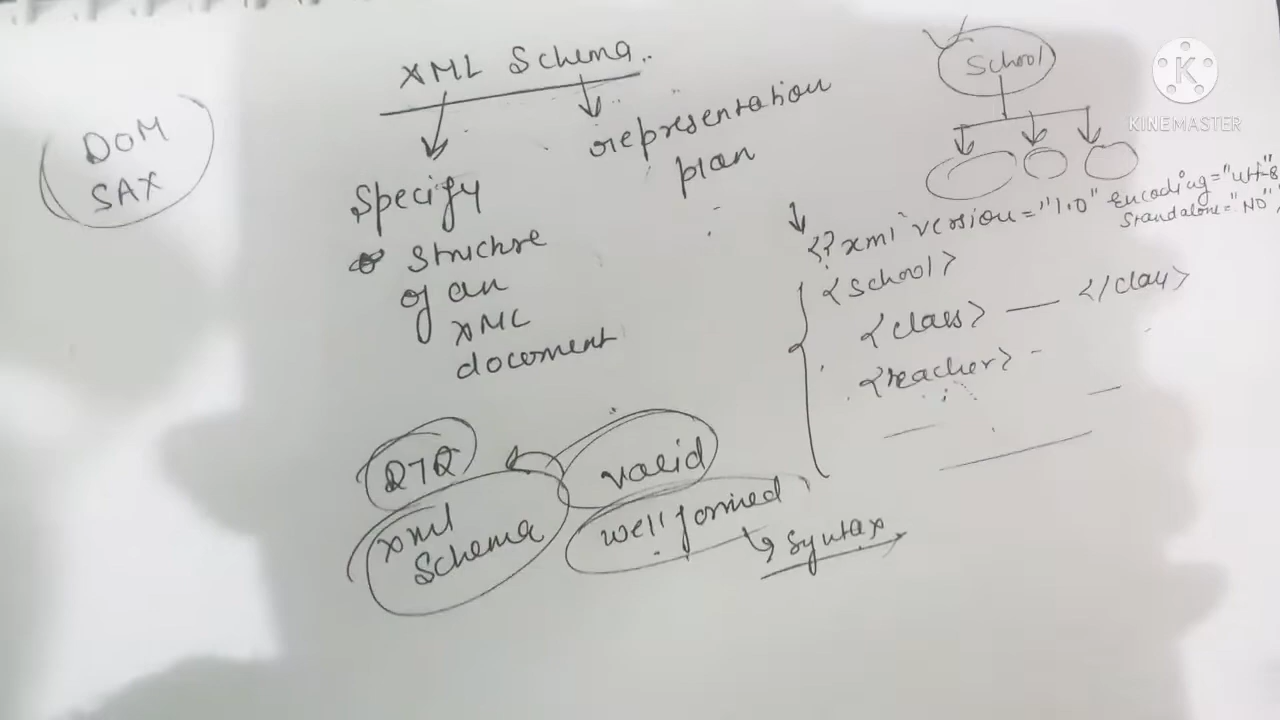 XML Schema..
DOM
SAX
Specify
Structure
of an
XML
document
representation
plan
School
KINEMASTER
<?xml version="1.0" encoding="utf-8
Standalone="NO"
<school>
<class> — </class>
<teacher> -
valid
xml
Schema
well formed
Syntax